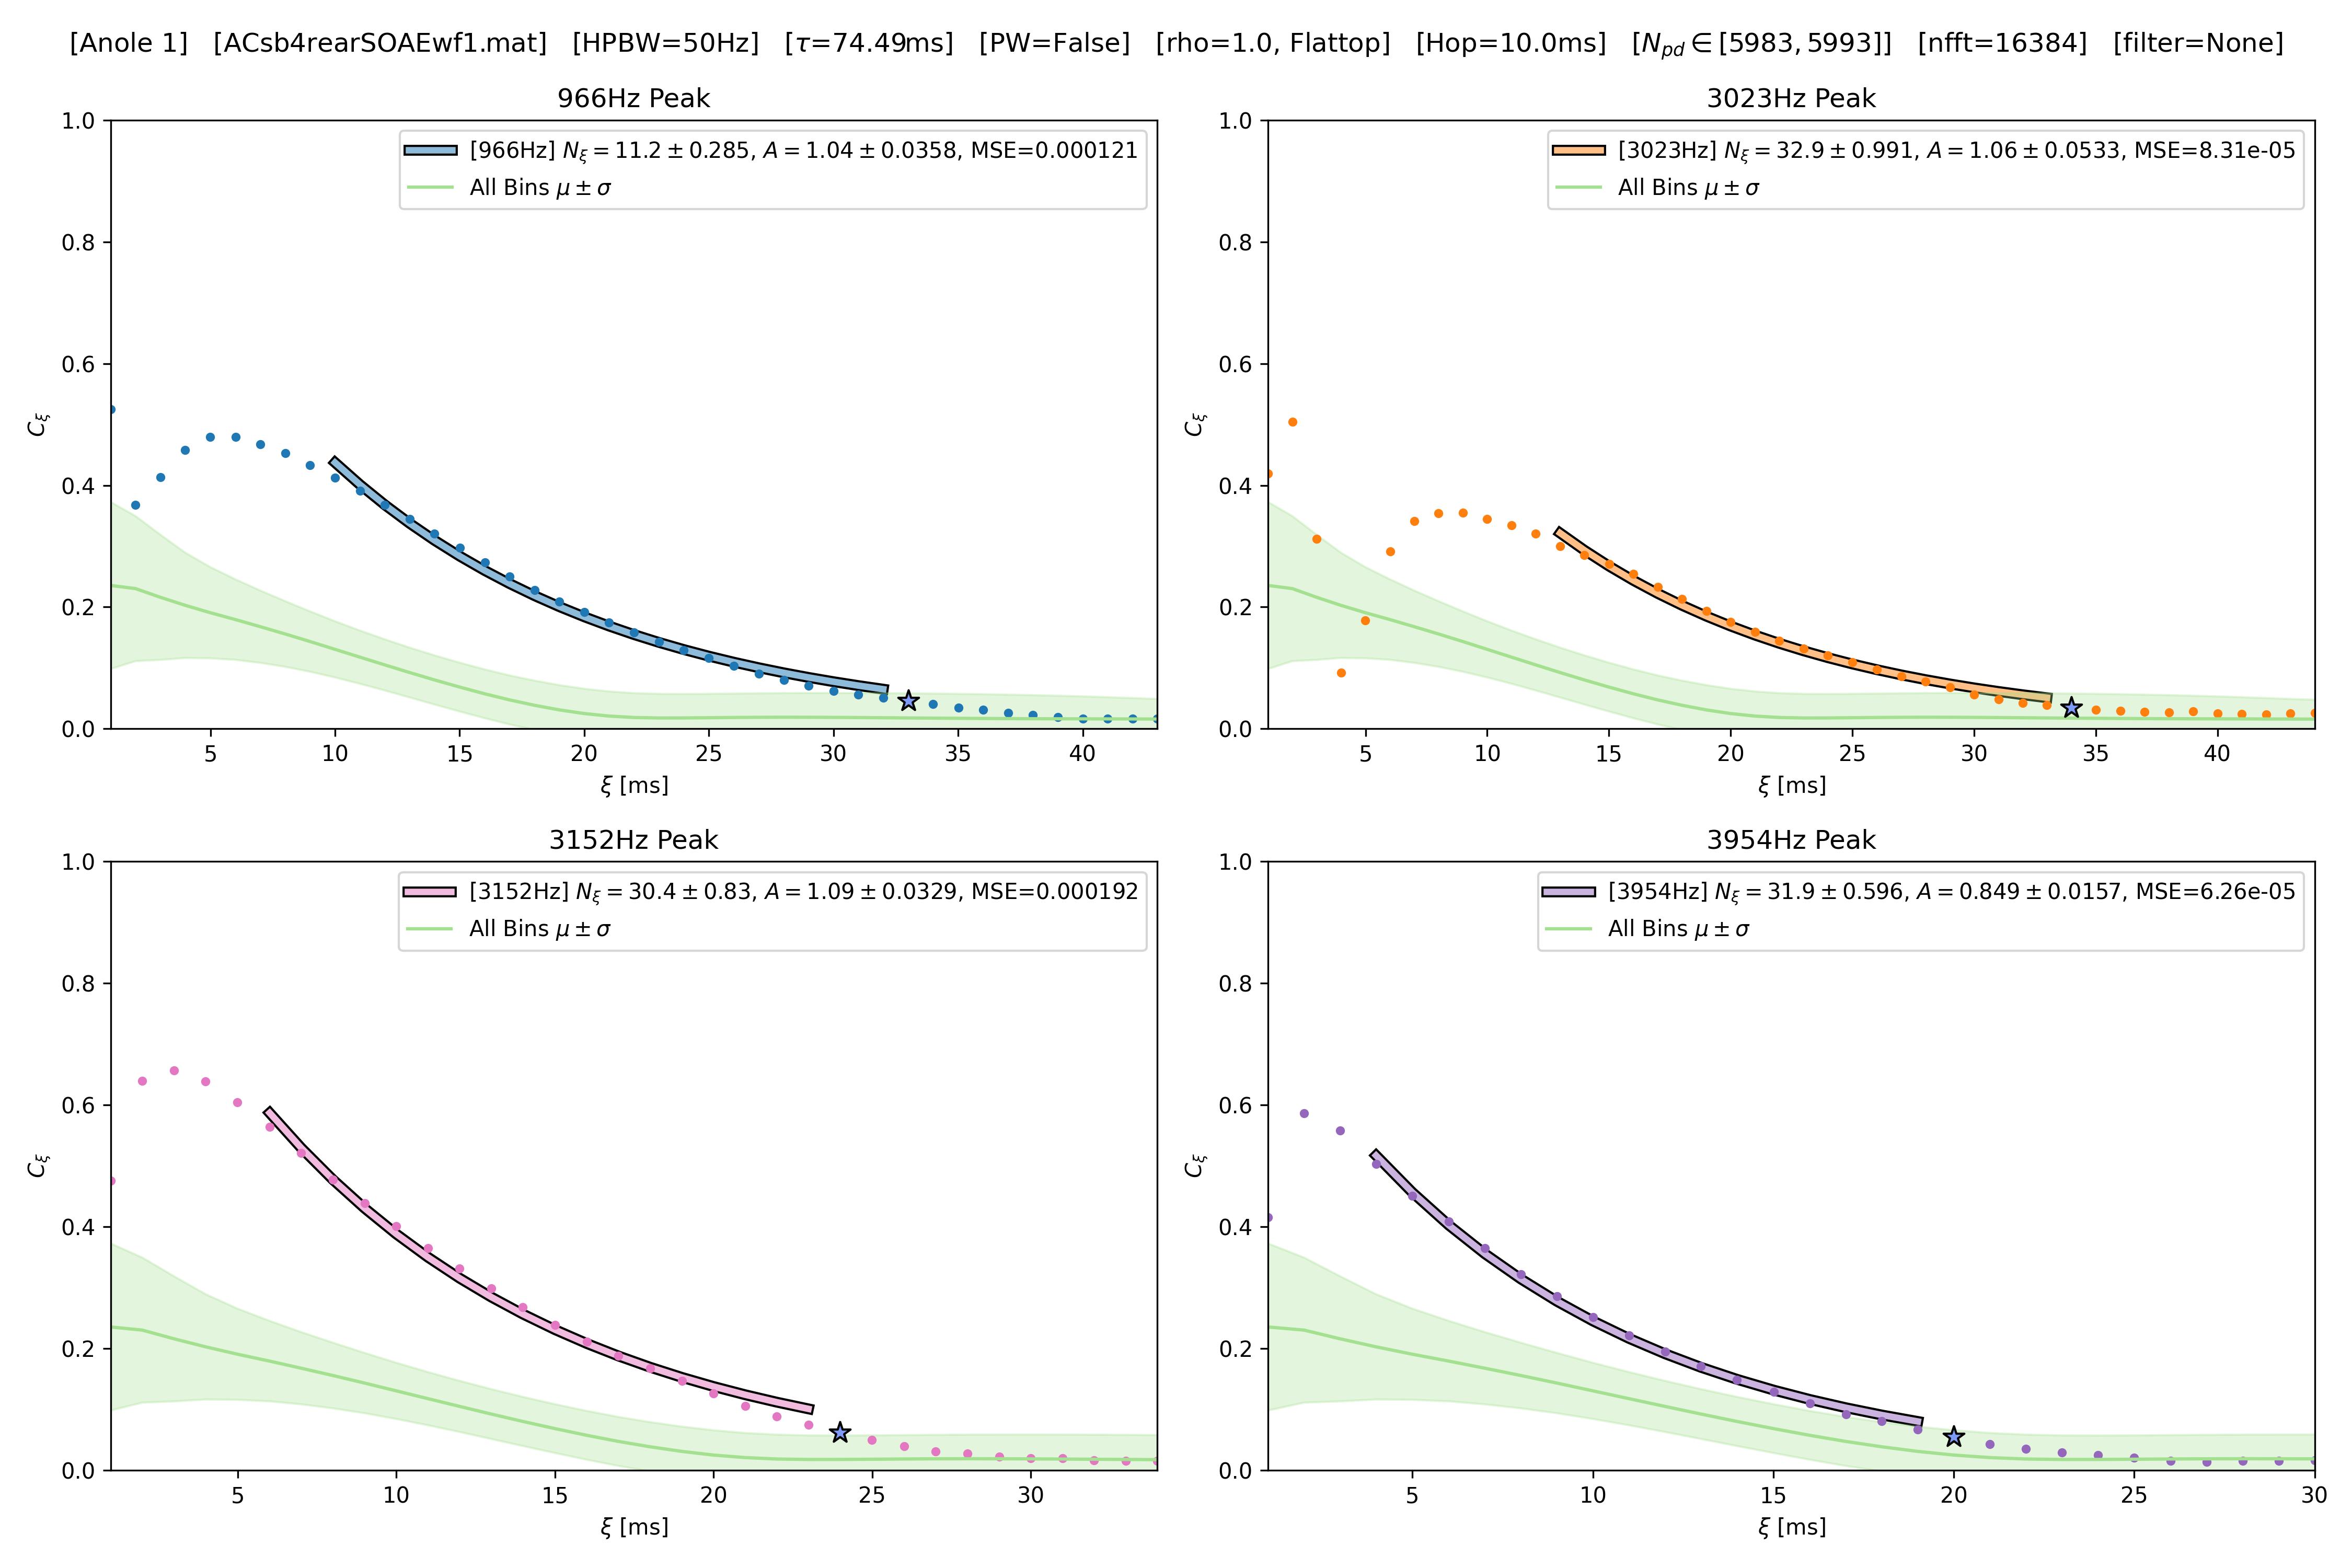 [Anole 1] [ACsb4rearSOAEwf1.mat] [HPBW=50Hz] [τ=74.49ms] [PW=False] [rho=1.0, Flattop] [Hop=10.0ms] [N_pd ∈ [5983, 5993]] [nfft=16384] [filter=None]
966Hz Peak
[966Hz] N_ξ = 11.2 ± 0.285, A = 1.04 ± 0.0358, MSE=0.000121
All Bins μ ± σ
1.0
0.8
0.6
0.4
0.2
0.0
C_ξ
5 10 15 20 25 30 35 40
ξ [ms]
3023Hz Peak
[3023Hz] N_ξ = 32.9 ± 0.991, A = 1.06 ± 0.0533, MSE=8.31e-05
All Bins μ ± σ
1.0
0.8
0.6
0.4
0.2
0.0
C_ξ
5 10 15 20 25 30 35 40
ξ [ms]
3152Hz Peak
[3152Hz] N_ξ = 30.4 ± 0.83, A = 1.09 ± 0.0329, MSE=0.000192
All Bins μ ± σ
1.0
0.8
0.6
0.4
0.2
0.0
C_ξ
5 10 15 20 25 30
ξ [ms]
3954Hz Peak
[3954Hz] N_ξ = 31.9 ± 0.596, A = 0.849 ± 0.0157, MSE=6.26e-05
All Bins μ ± σ
1.0
0.8
0.6
0.4
0.2
0.0
C_ξ
5 10 15 20 25 30
ξ [ms]